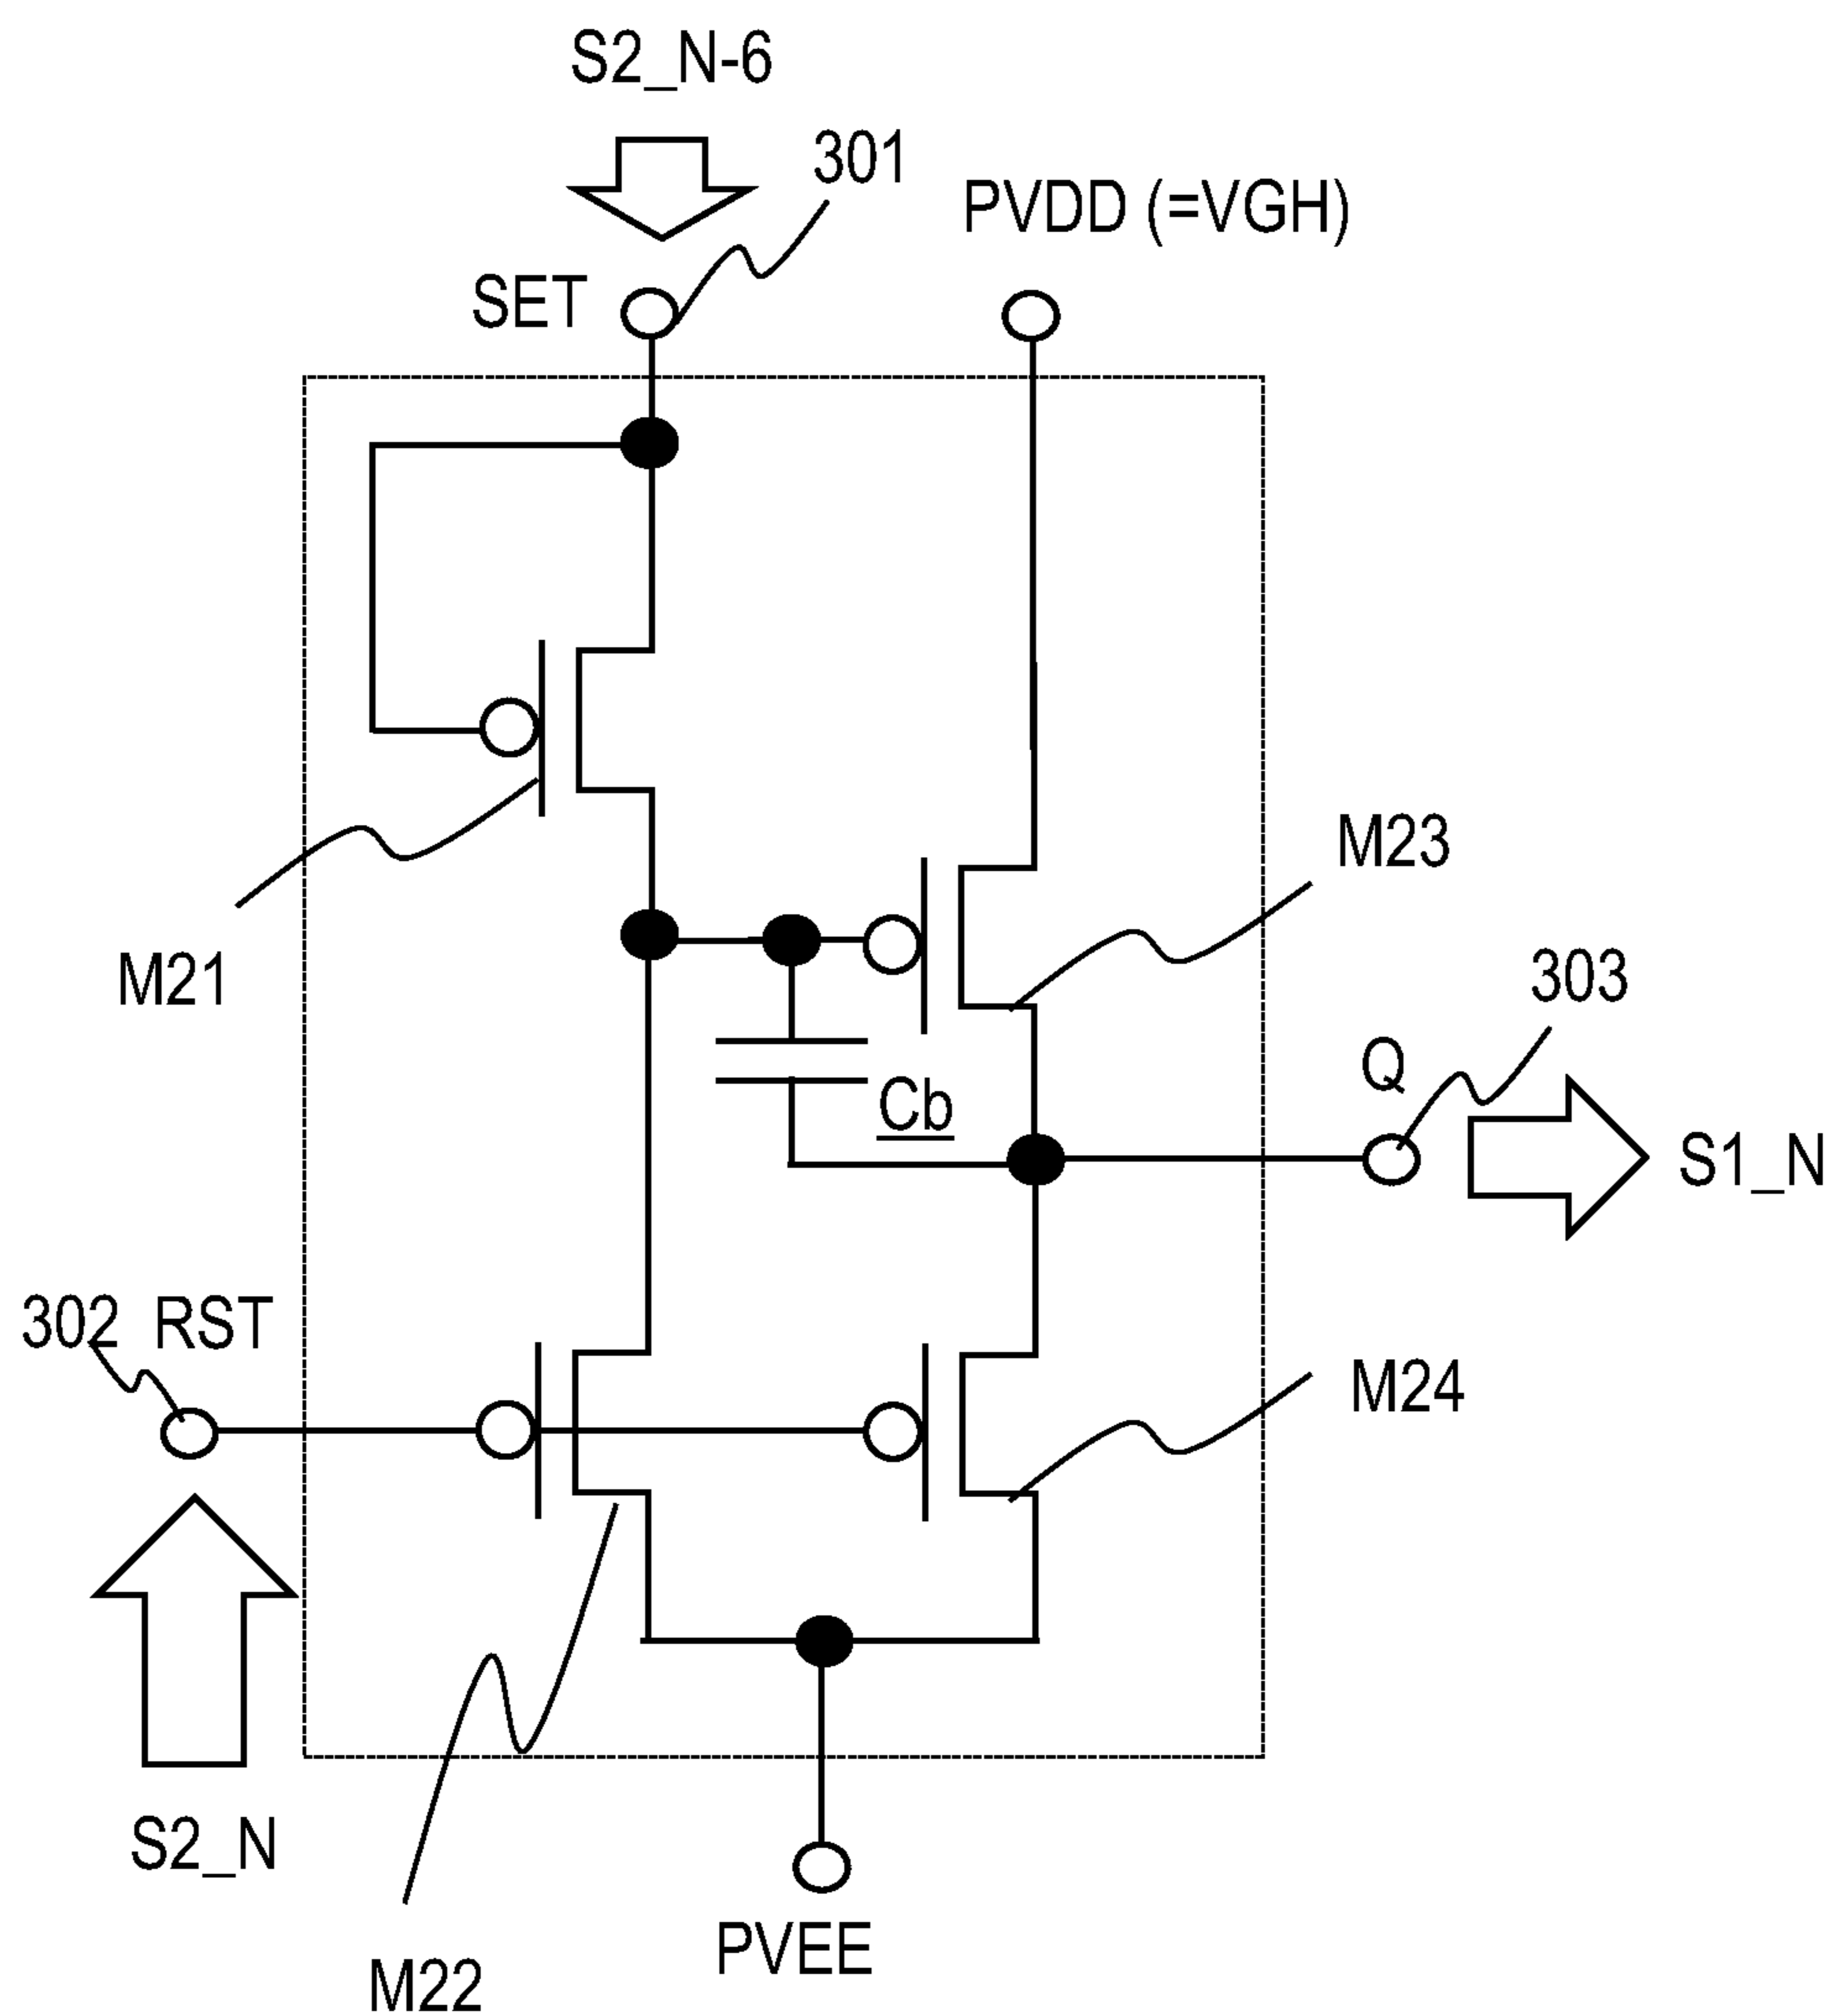 S2_N-6
301
PVDD (=VGH)
SET
M23
M21
303
Q
Cb
S1_N
302 RST
M24
S2_N
PVEE
M22